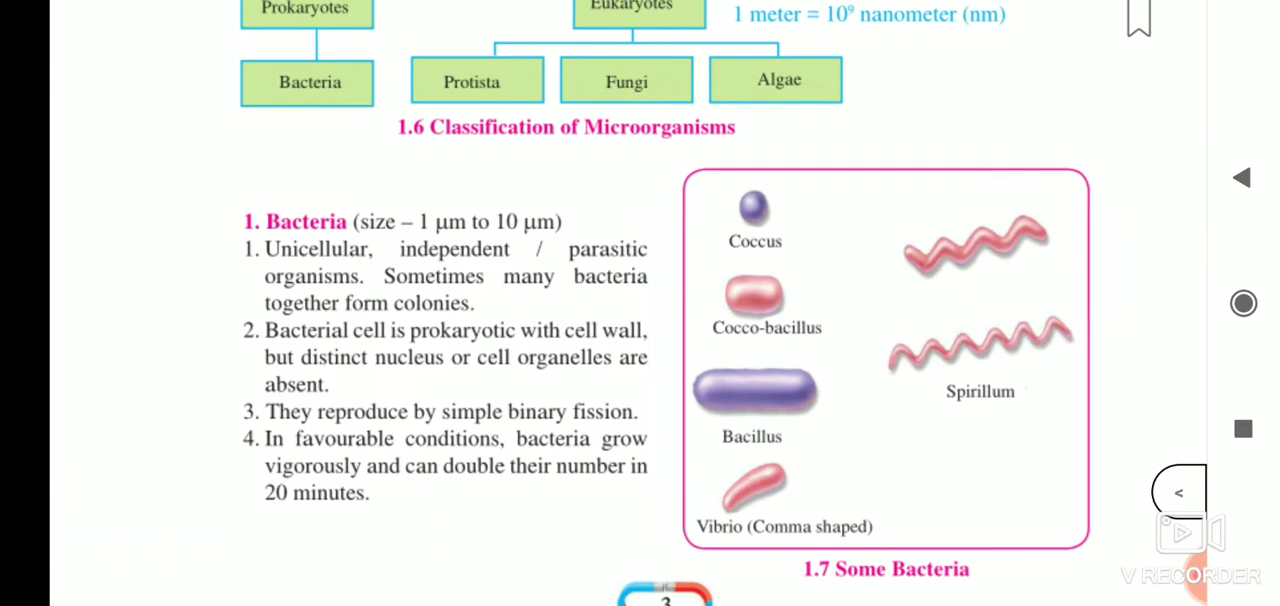 Prokaryotes
Eukaryotes
1 meter = 10⁹ nanometer (nm)
Bacteria
Protista
Fungi
Algae
1.6 Classification of Microorganisms
1. Bacteria (size – 1 µm to 10 µm)
1. Unicellular, independent / parasitic
organisms. Sometimes many bacteria
together form colonies.
2. Bacterial cell is prokaryotic with cell wall,
but distinct nucleus or cell organelles are
absent.
3. They reproduce by simple binary fission.
4. In favourable conditions, bacteria grow
vigorously and can double their number in
20 minutes.
Coccus
Cocco-bacillus
Bacillus
Vibrio (Comma shaped)
Spirillum
1.7 Some Bacteria
3
<
V RECORDER